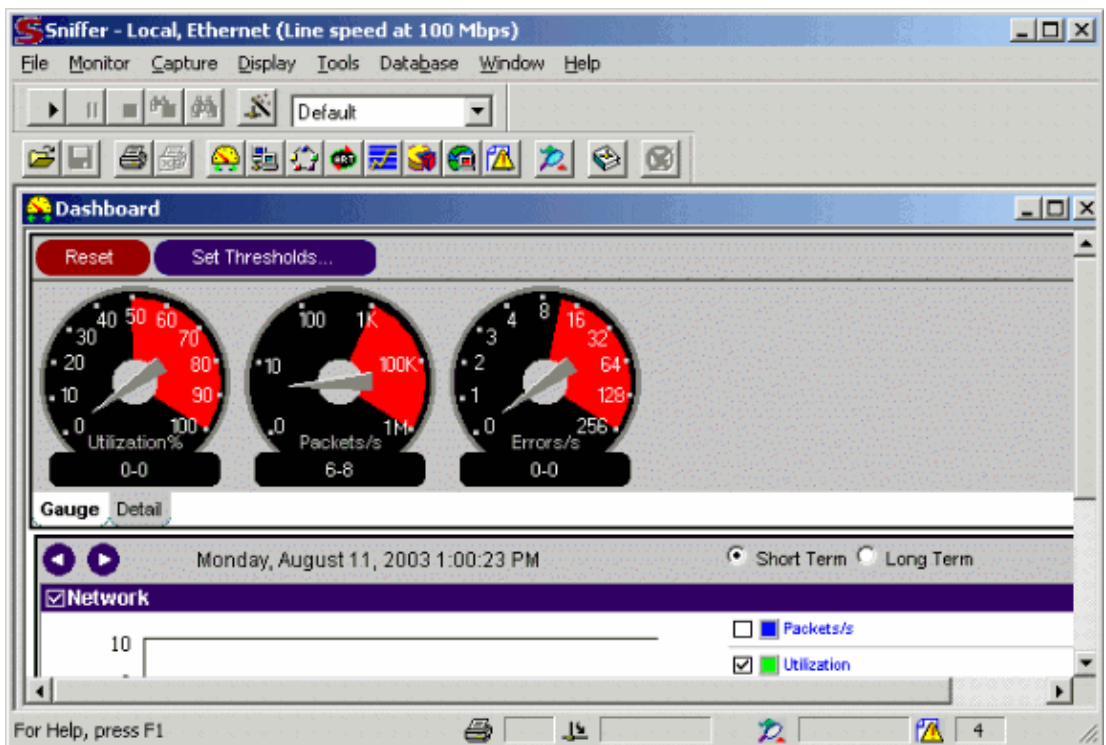 Sniffer - Local, Ethernet (Line speed at 100 Mbps)
File Monitor Capture Display Tools Database Window Help
Default
ART
Dashboard
Reset Set Thresholds...
0 10 20 30 40 50 60 70 80 90 100
Utilization%
0-0
0 10 100 1K 100K 1M
Packets/s
6-8
0 1 2 3 4 8 16 32 64 128 256
Errors/s
0-0
Gauge Detail
Monday, August 11, 2003 1:00:23 PM Short Term Long Term
Network
10
Packets/s
Utilization
For Help, press F1 4